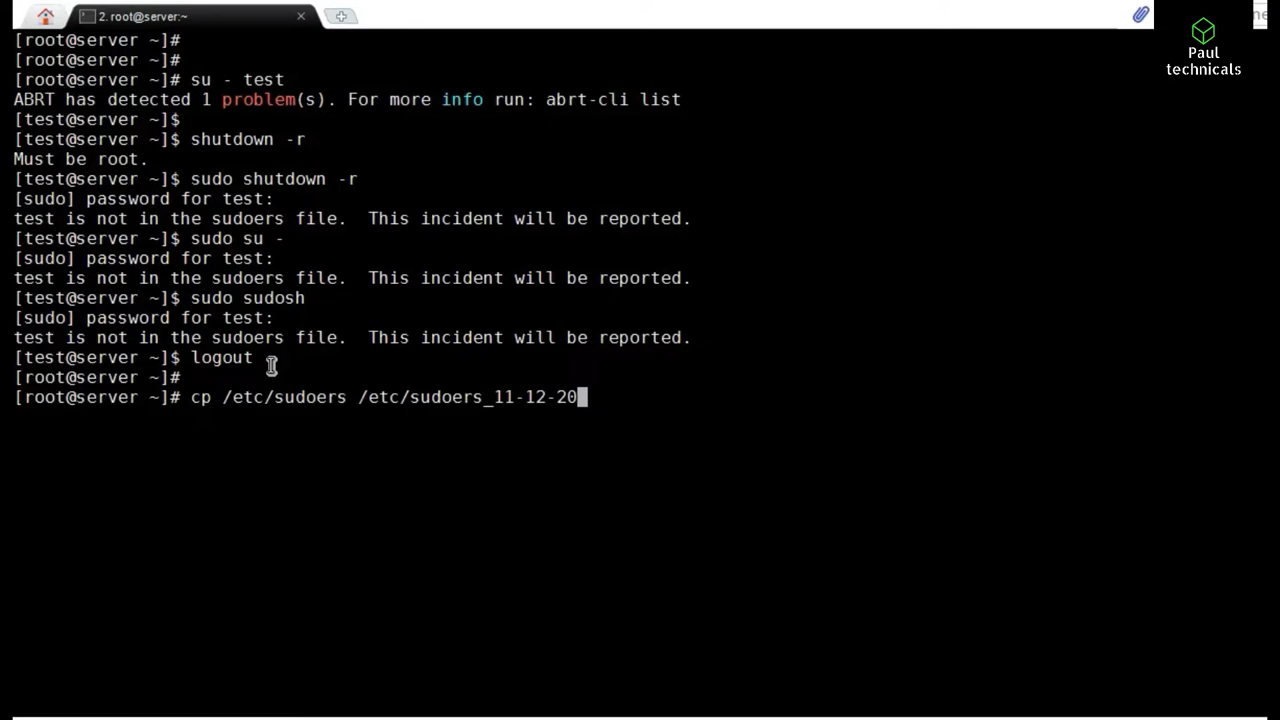 2. root@server:~
Paul
technicals
[root@server ~]#
[root@server ~]#
[root@server ~]# su - test
ABRT has detected 1 problem(s). For more info run: abrt-cli list
[test@server ~]$
[test@server ~]$ shutdown -r
Must be root.
[test@server ~]$ sudo shutdown -r
[sudo] password for test:
test is not in the sudoers file.  This incident will be reported.
[test@server ~]$ sudo su -
[sudo] password for test:
test is not in the sudoers file.  This incident will be reported.
[test@server ~]$ sudo sudosh
[sudo] password for test:
test is not in the sudoers file.  This incident will be reported.
[test@server ~]$ logout
[root@server ~]#
[root@server ~]# cp /etc/sudoers /etc/sudoers_11-12-20